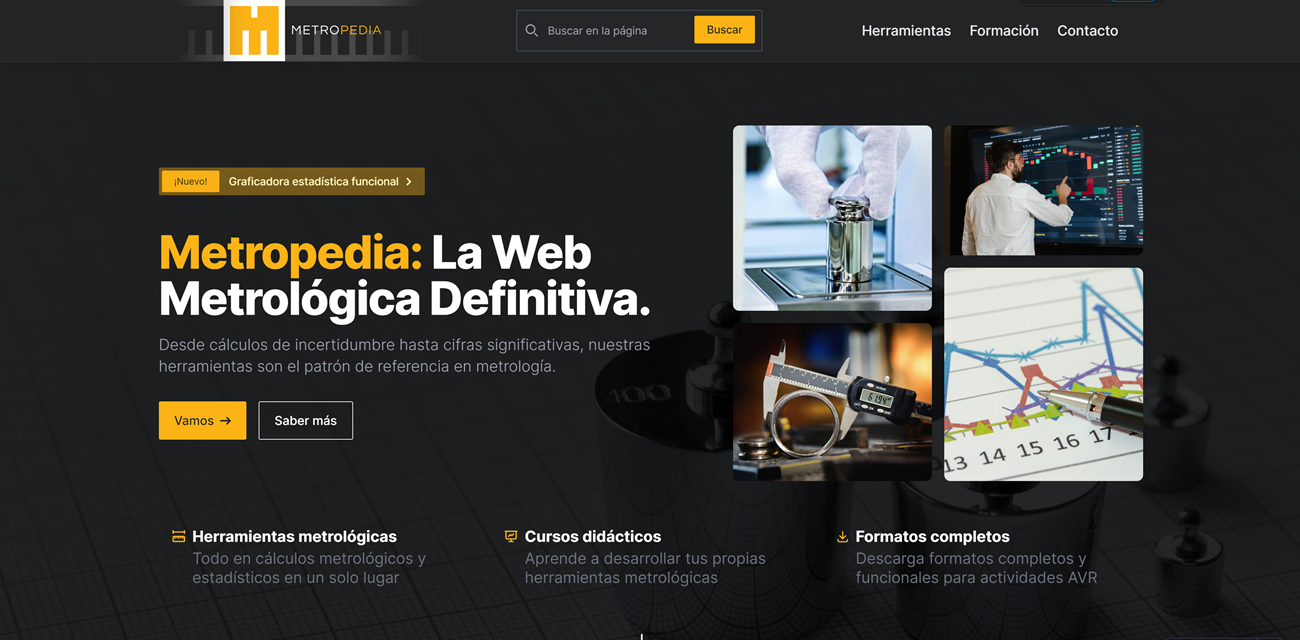 METROPEDIA
Buscar en la página
Buscar
Herramientas
Formación
Contacto
¡Nuevo!
Graficadora estadística funcional
Metropedia: La Web
Metrológica Definitiva.
Desde cálculos de incertidumbre hasta cifras significativas, nuestras
herramientas son el patrón de referencia en metrología.
Vamos
Saber más
100
13 14 15 16 17
Herramientas metrológicas
Todo en cálculos metrológicos y
estadísticos en un solo lugar
Cursos didácticos
Aprende a desarrollar tus propias
herramientas metrológicas
Formatos completos
Descarga formatos completos y
funcionales para actividades AVR